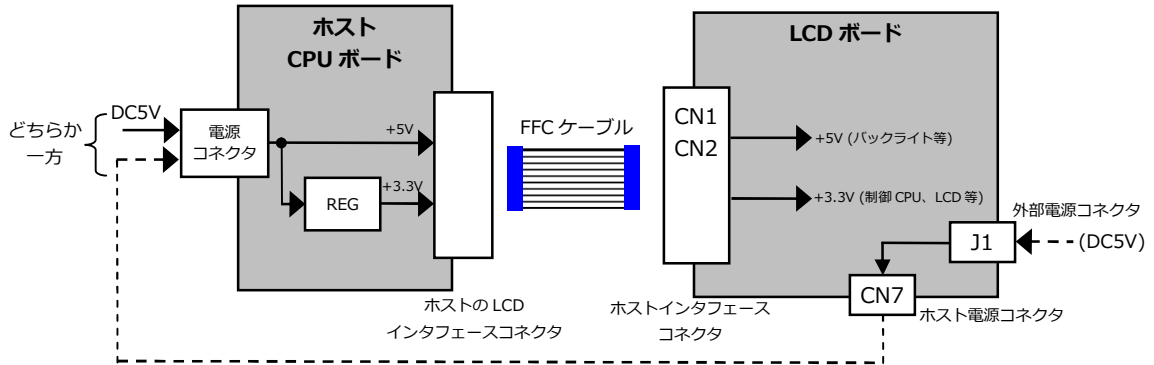 ホスト
CPU ボード
LCD ボード
DC5V
どちらか
一方
電源
コネクタ
+5V
REG
+3.3V
FFC ケーブル
CN1
CN2
+5V (バックライト等)
+3.3V (制御 CPU、LCD 等)
外部電源コネクタ
J1
(DC5V)
CN7
ホスト電源コネクタ
ホストの LCD
インタフェースコネクタ
ホストインタフェース
コネクタ